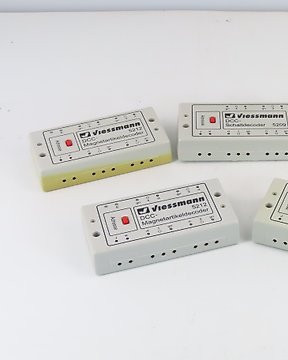 Viessmann
DCC-
Magnetartikeldecoder
5212
Viessmann
DCC-
Schaltdecoder
5209
Viessmann
DCC-
Magnetartikeldecoder
5212